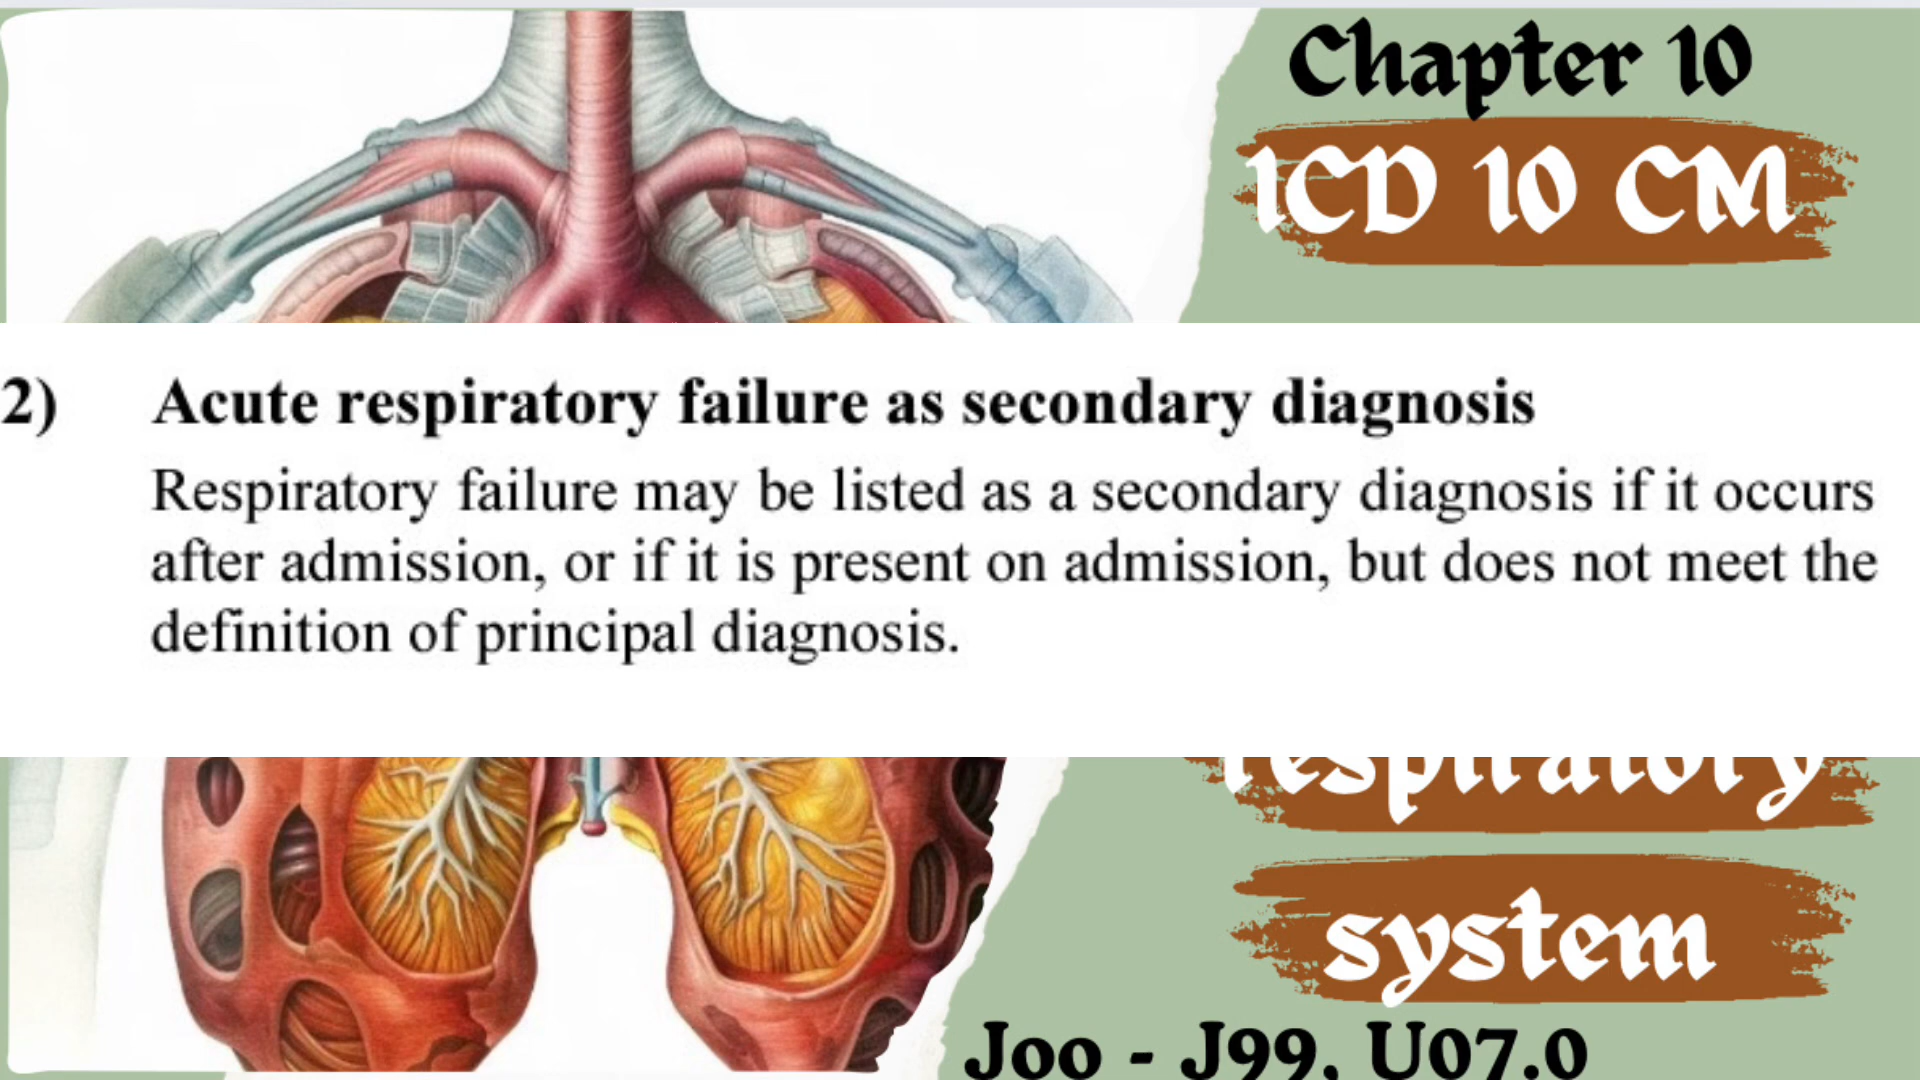 Chapter 10
ICD 10 CM
2) Acute respiratory failure as secondary diagnosis
Respiratory failure may be listed as a secondary diagnosis if it occurs
after admission, or if it is present on admission, but does not meet the
definition of principal diagnosis.
respiratory
system
Joo - J99, U07.0